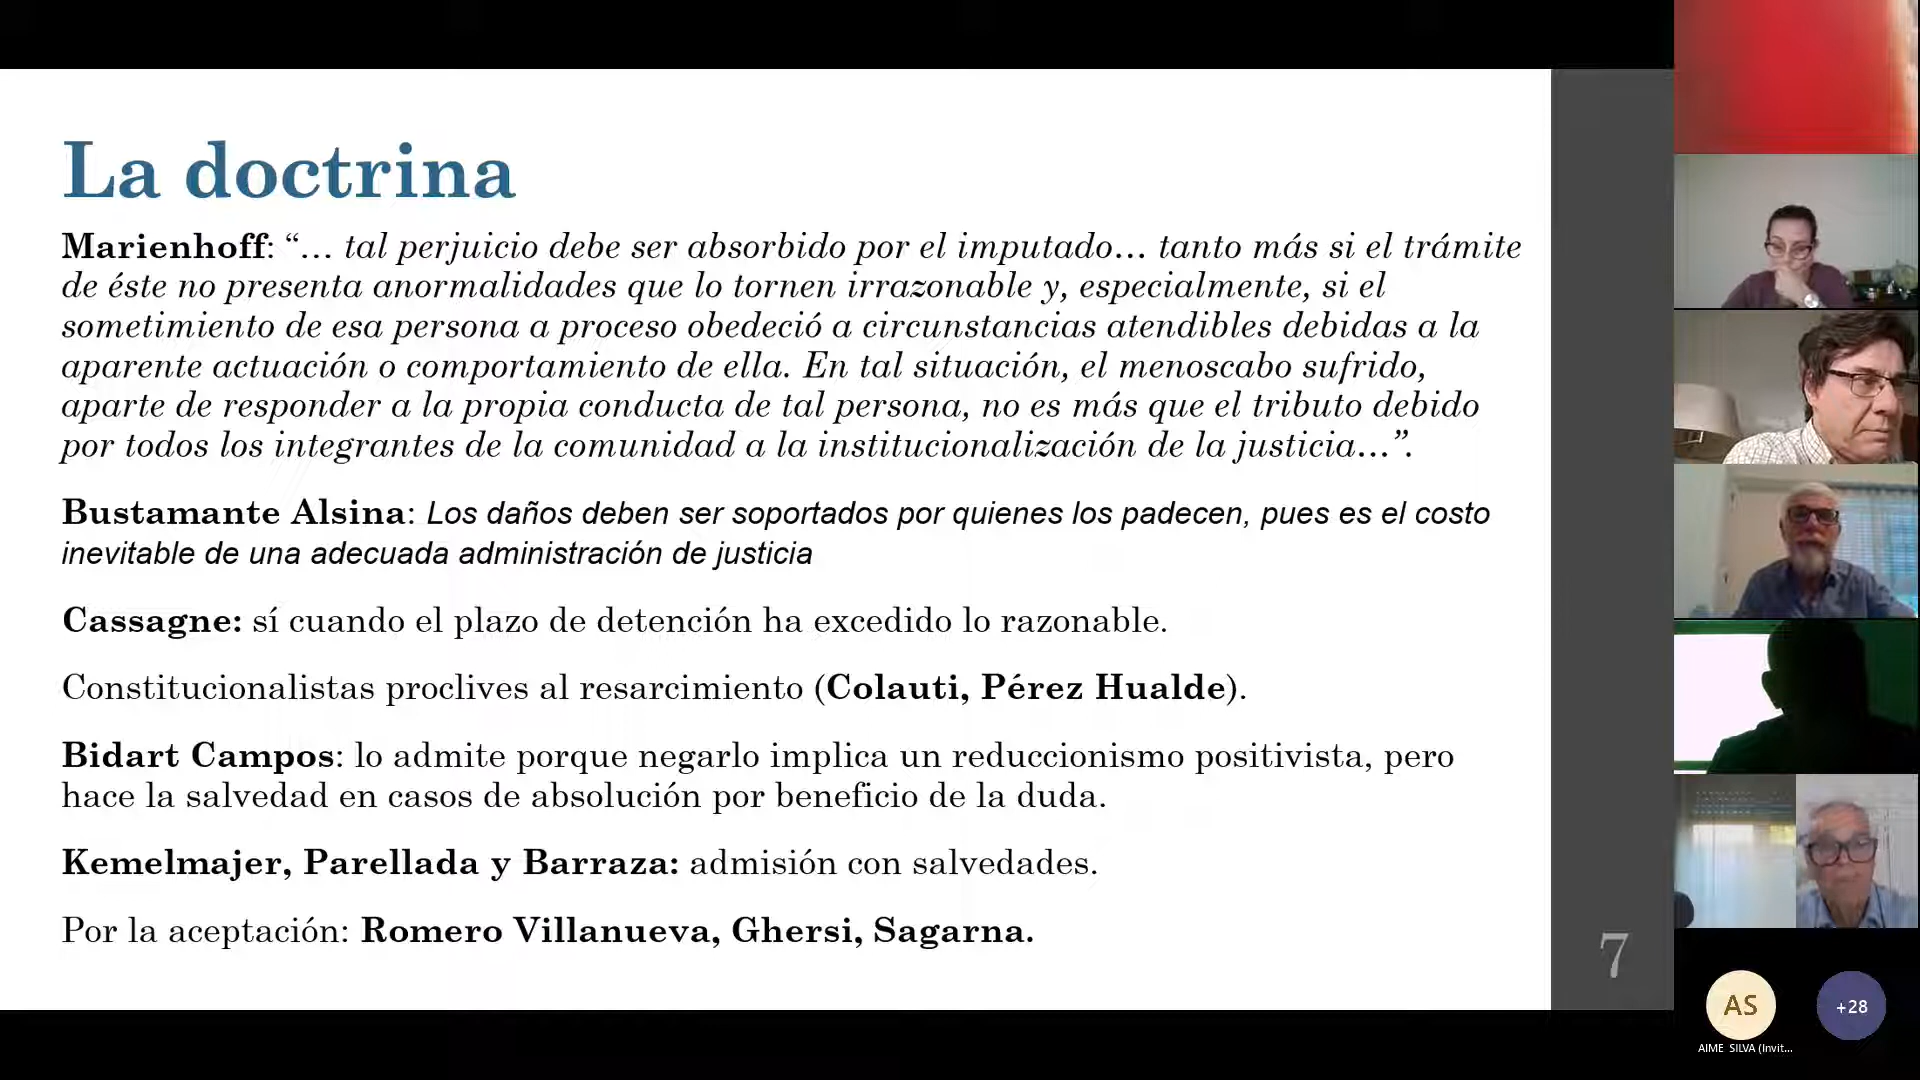 La doctrina
Marienhoff: “… tal perjuicio debe ser absorbido por el imputado… tanto más si el trámite
de éste no presenta anormalidades que lo tornen irrazonable y, especialmente, si el
sometimiento de esa persona a proceso obedeció a circunstancias atendibles debidas a la
aparente actuación o comportamiento de ella. En tal situación, el menoscabo sufrido,
aparte de responder a la propia conducta de tal persona, no es más que el tributo debido
por todos los integrantes de la comunidad a la institucionalización de la justicia…”.
Bustamante Alsina: Los daños deben ser soportados por quienes los padecen, pues es el costo
inevitable de una adecuada administración de justicia
Cassagne: sí cuando el plazo de detención ha excedido lo razonable.
Constitucionalistas proclives al resarcimiento (Colauti, Pérez Hualde).
Bidart Campos: lo admite porque negarlo implica un reduccionismo positivista, pero
hace la salvedad en casos de absolución por beneficio de la duda.
Kemelmajer, Parellada y Barraza: admisión con salvedades.
Por la aceptación: Romero Villanueva, Ghersi, Sagarna.
7
AS
+28
AIME SILVA (Invit...